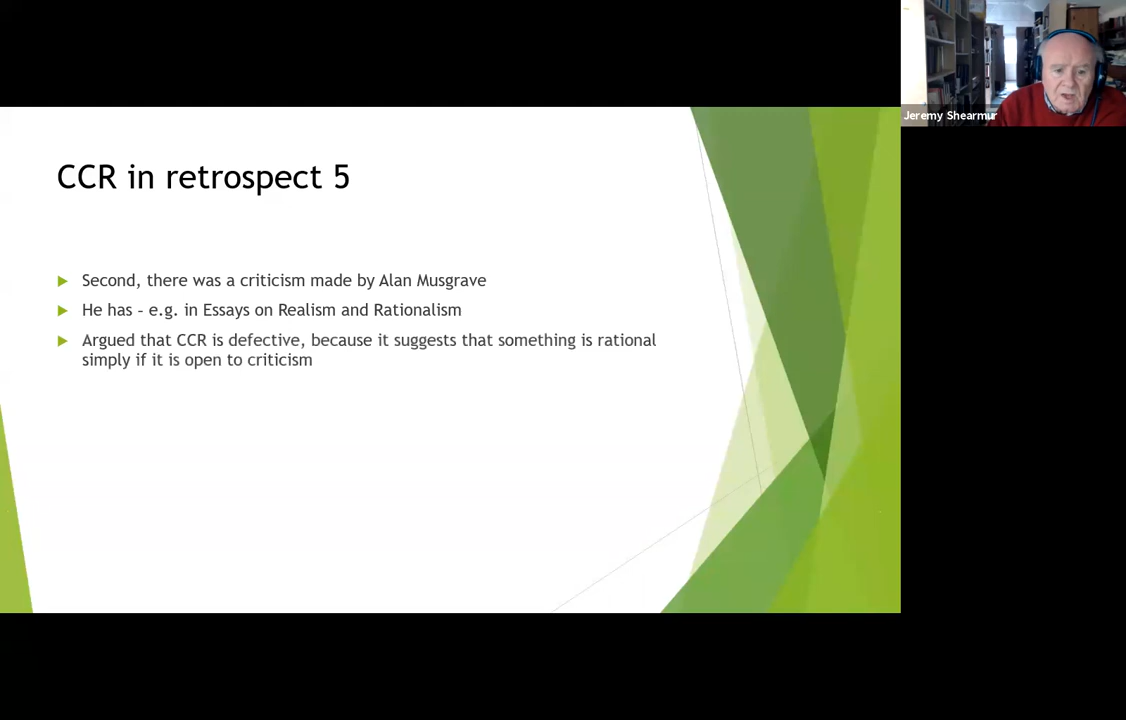 Jeremy Shearmur
CCR in retrospect 5
Second, there was a criticism made by Alan Musgrave
He has - e.g. in Essays on Realism and Rationalism
Argued that CCR is defective, because it suggests that something is rational
simply if it is open to criticism